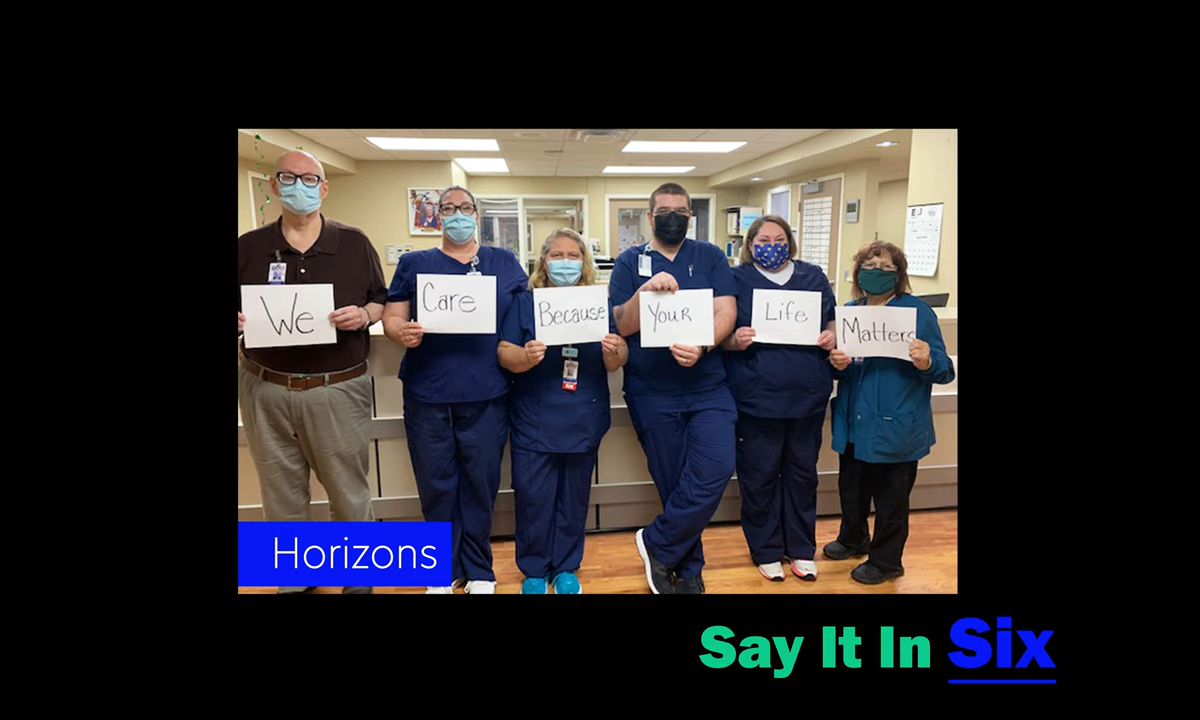 We
Care
Because
Your
Life
Matters
Horizons
Say It In Six